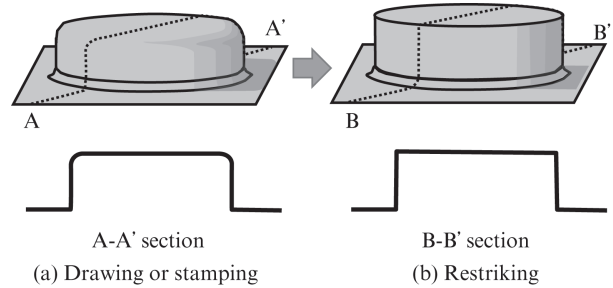 A'
B'
A
B
A-A' section
B-B' section
(a) Drawing or stamping
(b) Restriking